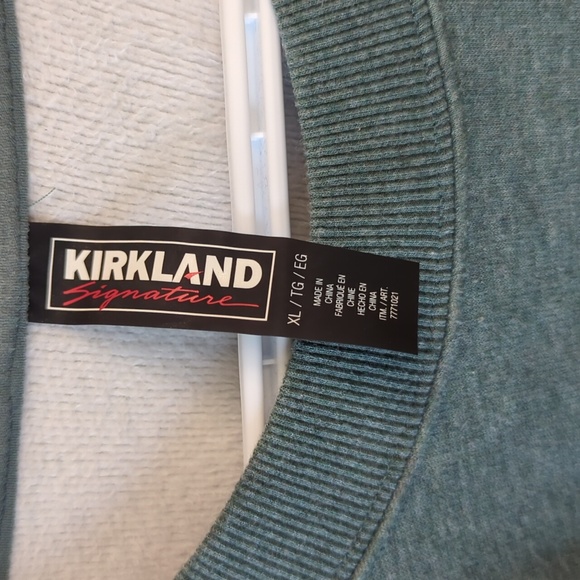 KIRKLAND
Signature
XL / TG / EG
MADE IN
CHINA
FABRIQUÉ EN
CHINE
HECHO EN
CHINA
ITM. / ART.
7771021